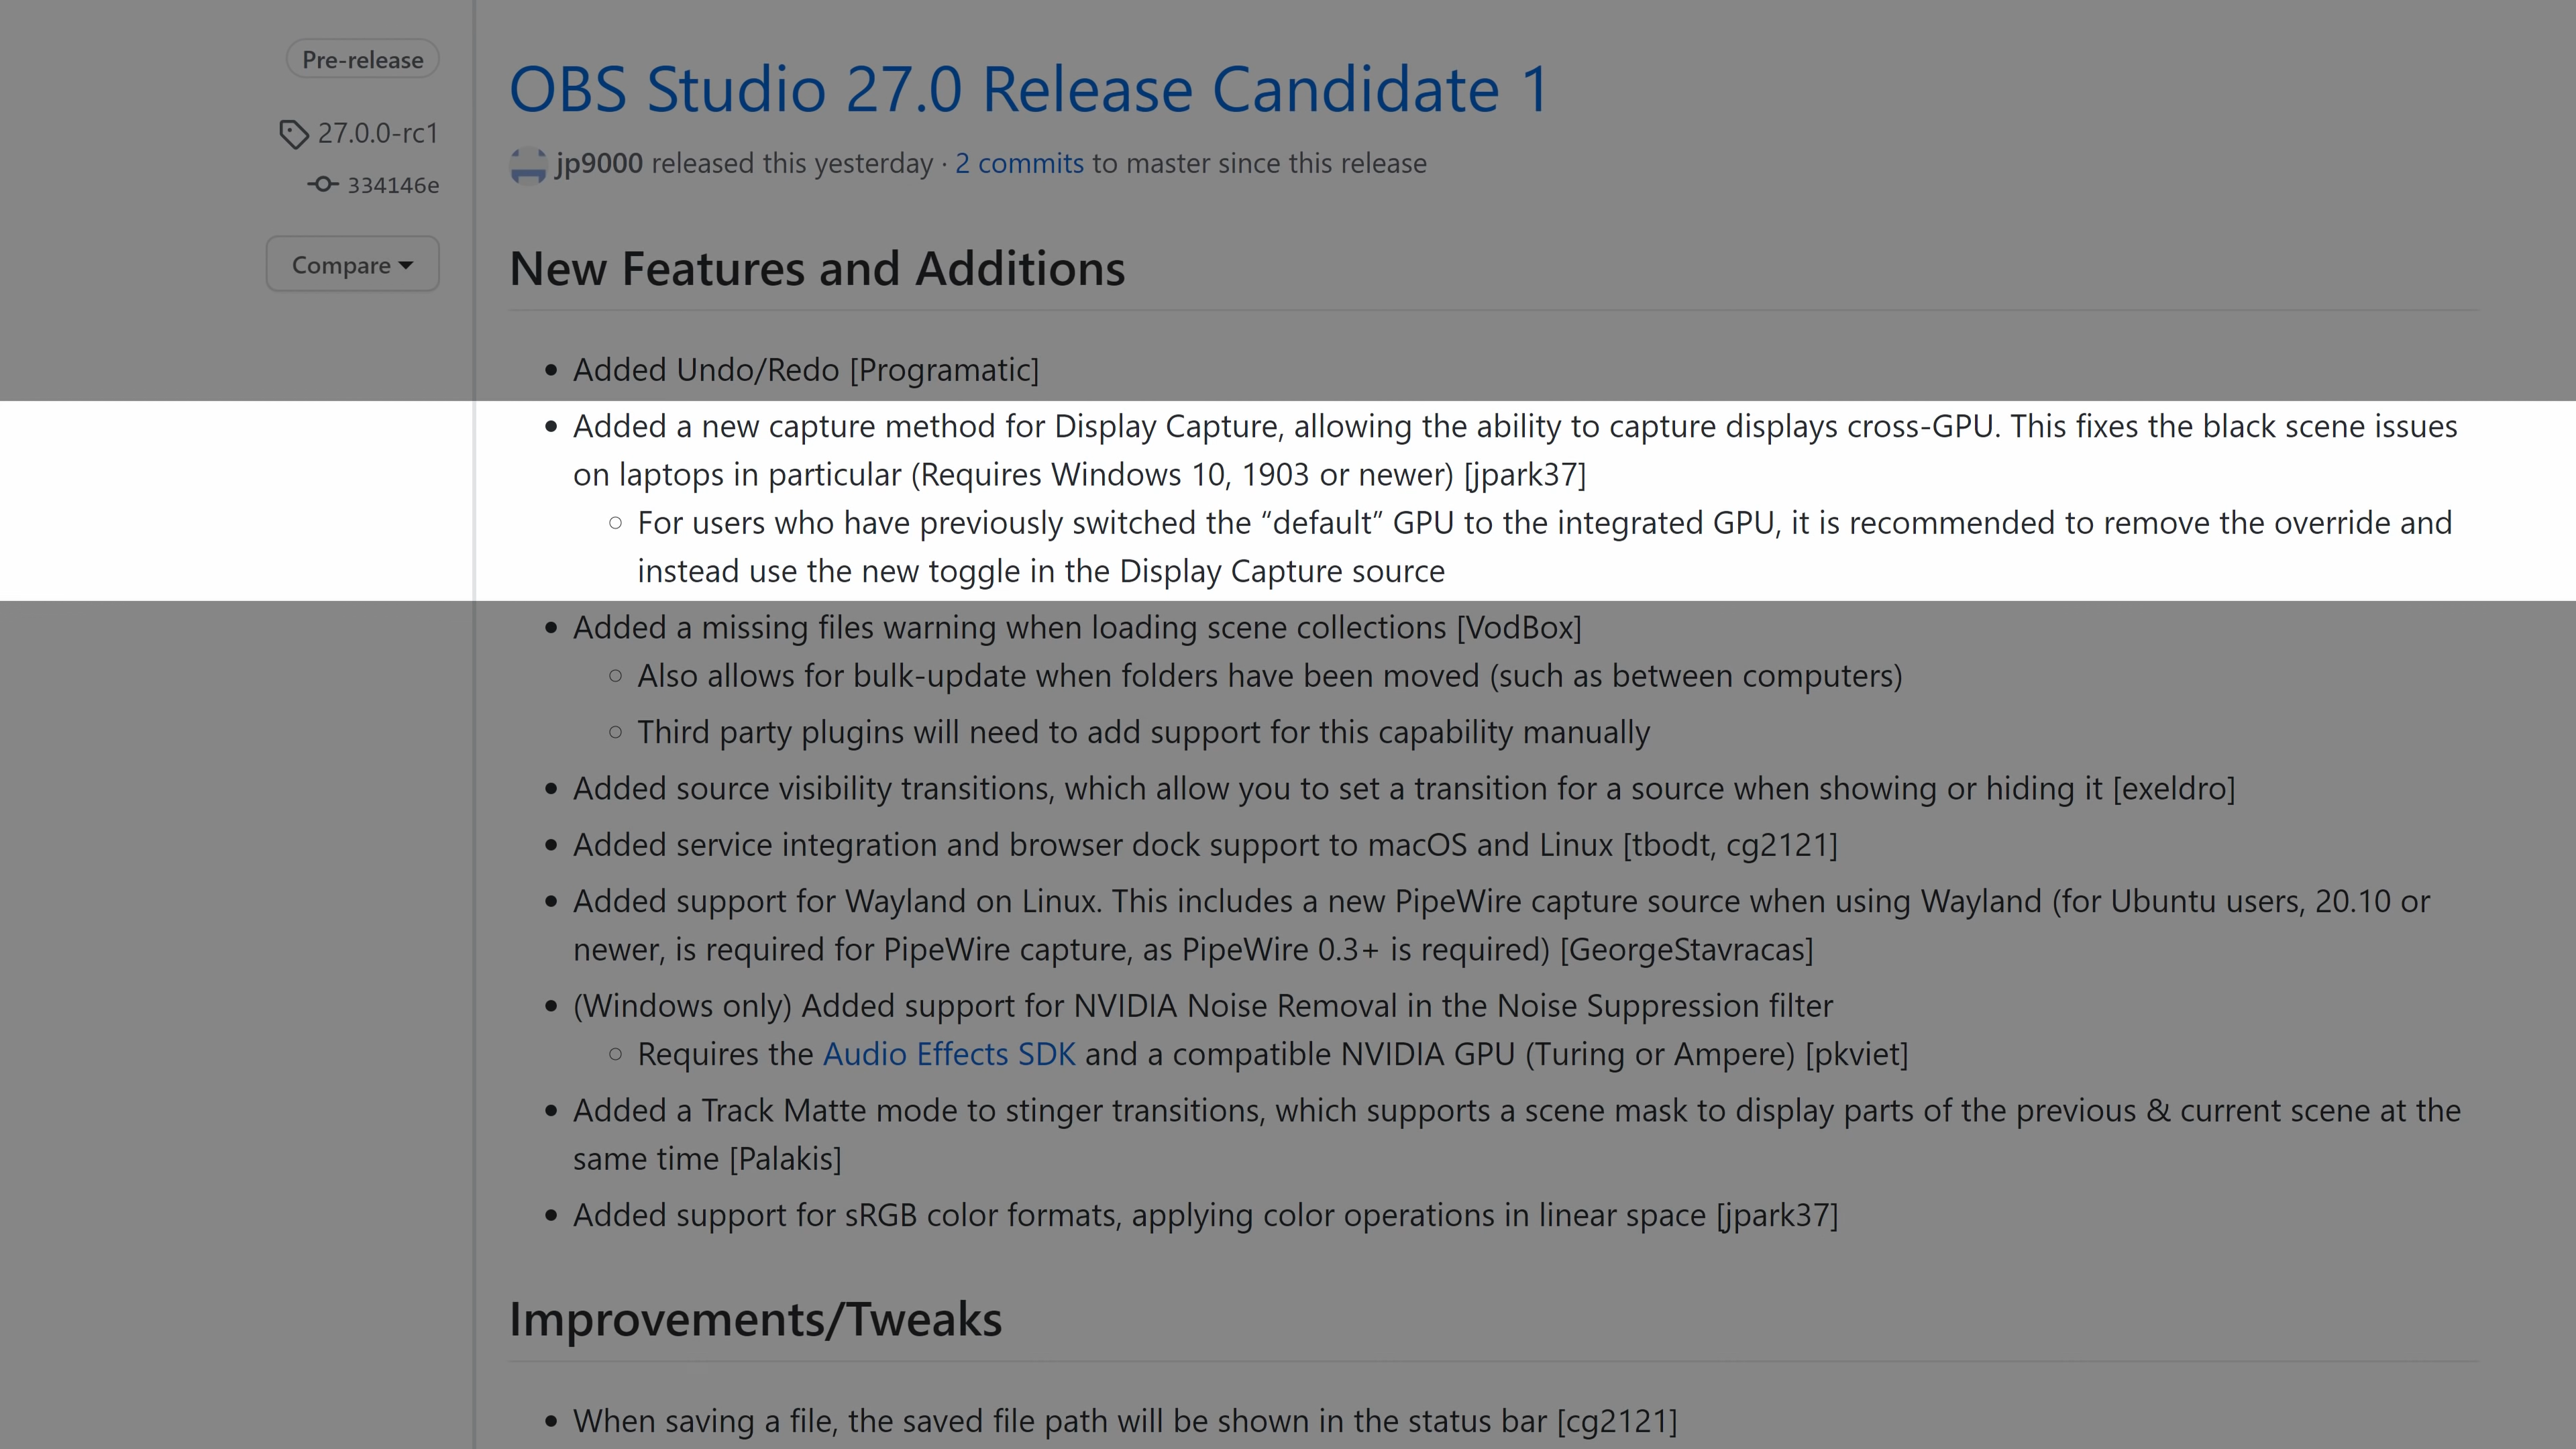 Pre-release
27.0.0-rc1
334146e
Compare
OBS Studio 27.0 Release Candidate 1
jp9000 released this yesterday · 2 commits to master since this release
New Features and Additions
• Added Undo/Redo [Programatic]
• Added a new capture method for Display Capture, allowing the ability to capture displays cross-GPU. This fixes the black scene issues
on laptops in particular (Requires Windows 10, 1903 or newer) [jpark37]
○ For users who have previously switched the “default” GPU to the integrated GPU, it is recommended to remove the override and
instead use the new toggle in the Display Capture source
• Added a missing files warning when loading scene collections [VodBox]
○ Also allows for bulk-update when folders have been moved (such as between computers)
○ Third party plugins will need to add support for this capability manually
• Added source visibility transitions, which allow you to set a transition for a source when showing or hiding it [exeldro]
• Added service integration and browser dock support to macOS and Linux [tbodt, cg2121]
• Added support for Wayland on Linux. This includes a new PipeWire capture source when using Wayland (for Ubuntu users, 20.10 or
newer, is required for PipeWire capture, as PipeWire 0.3+ is required) [GeorgeStavracas]
• (Windows only) Added support for NVIDIA Noise Removal in the Noise Suppression filter
○ Requires the Audio Effects SDK and a compatible NVIDIA GPU (Turing or Ampere) [pkviet]
• Added a Track Matte mode to stinger transitions, which supports a scene mask to display parts of the previous & current scene at the
same time [Palakis]
• Added support for sRGB color formats, applying color operations in linear space [jpark37]
Improvements/Tweaks
• When saving a file, the saved file path will be shown in the status bar [cg2121]